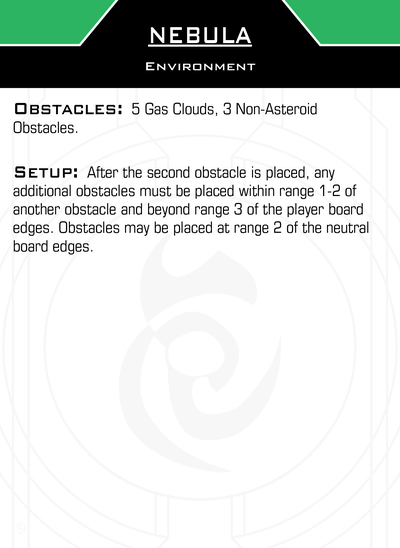 NEBULA
ENVIRONMENT
OBSTACLES: 5 Gas Clouds, 3 Non-Asteroid
Obstacles.
SETUP: After the second obstacle is placed, any
additional obstacles must be placed within range 1-2 of
another obstacle and beyond range 3 of the player board
edges. Obstacles may be placed at range 2 of the neutral
board edges.